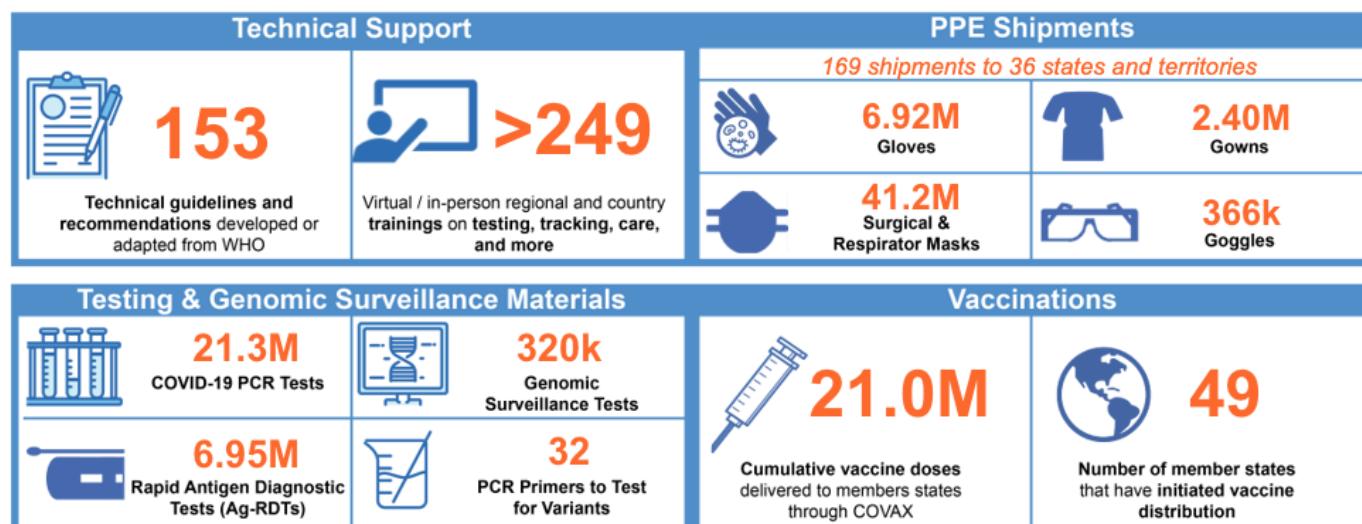 Technical Support
153
Technical guidelines and
recommendations developed or
adapted from WHO
>249
Virtual / in-person regional and country
trainings on testing, tracking, care,
and more
PPE Shipments
169 shipments to 36 states and territories
6.92M
Gloves
2.40M
Gowns
41.2M
Surgical &
Respirator Masks
366k
Goggles
Testing & Genomic Surveillance Materials
21.3M
COVID-19 PCR Tests
320k
Genomic
Surveillance Tests
6.95M
Rapid Antigen Diagnostic
Tests (Ag-RDTs)
32
PCR Primers to Test
for Variants
Vaccinations
21.0M
Cumulative vaccine doses
delivered to members states
through COVAX
49
Number of member states
that have initiated vaccine
distribution